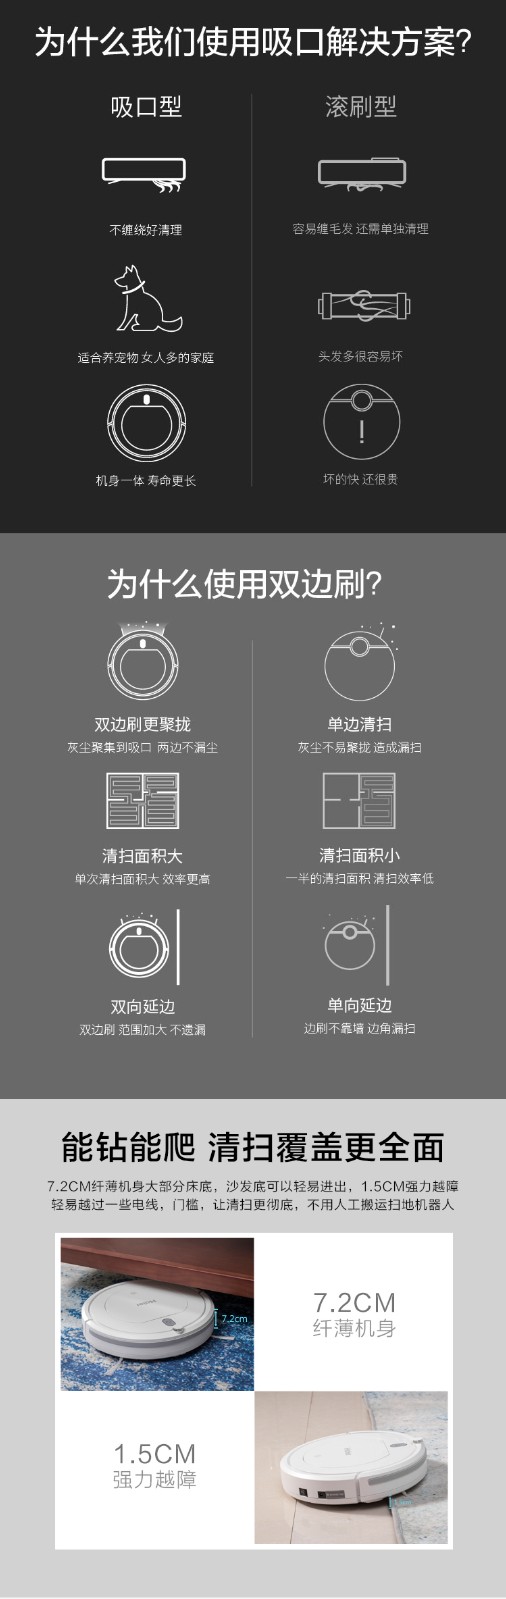 为什么我们使用吸口解决方案?
吸口型
滚刷型
不缠绕好清理
容易缠毛发 还需单独清理
适合养宠物 女人多的家庭
头发多很容易坏
机身一体 寿命更长
坏的快 还很贵
为什么使用双边刷?
双边刷更聚拢
单边清扫
灰尘聚集到吸口 两边不漏尘
灰尘不易聚拢 造成漏扫
清扫面积大
清扫面积小
单次清扫面积大 效率更高
一半的清扫面积 清扫效率低
双向延边
单向延边
双边刷 范围加大 不遗漏
边刷不靠墙 边角漏扫
能钻能爬 清扫覆盖更全面
7.2CM纤薄机身大部分床底，沙发底可以轻易进出，1.5CM强力越障
轻易越过一些电线，门槛，让清扫更彻底，不用人工搬运扫地机器人
7.2cm
7.2CM
纤薄机身
1.5CM
强力越障